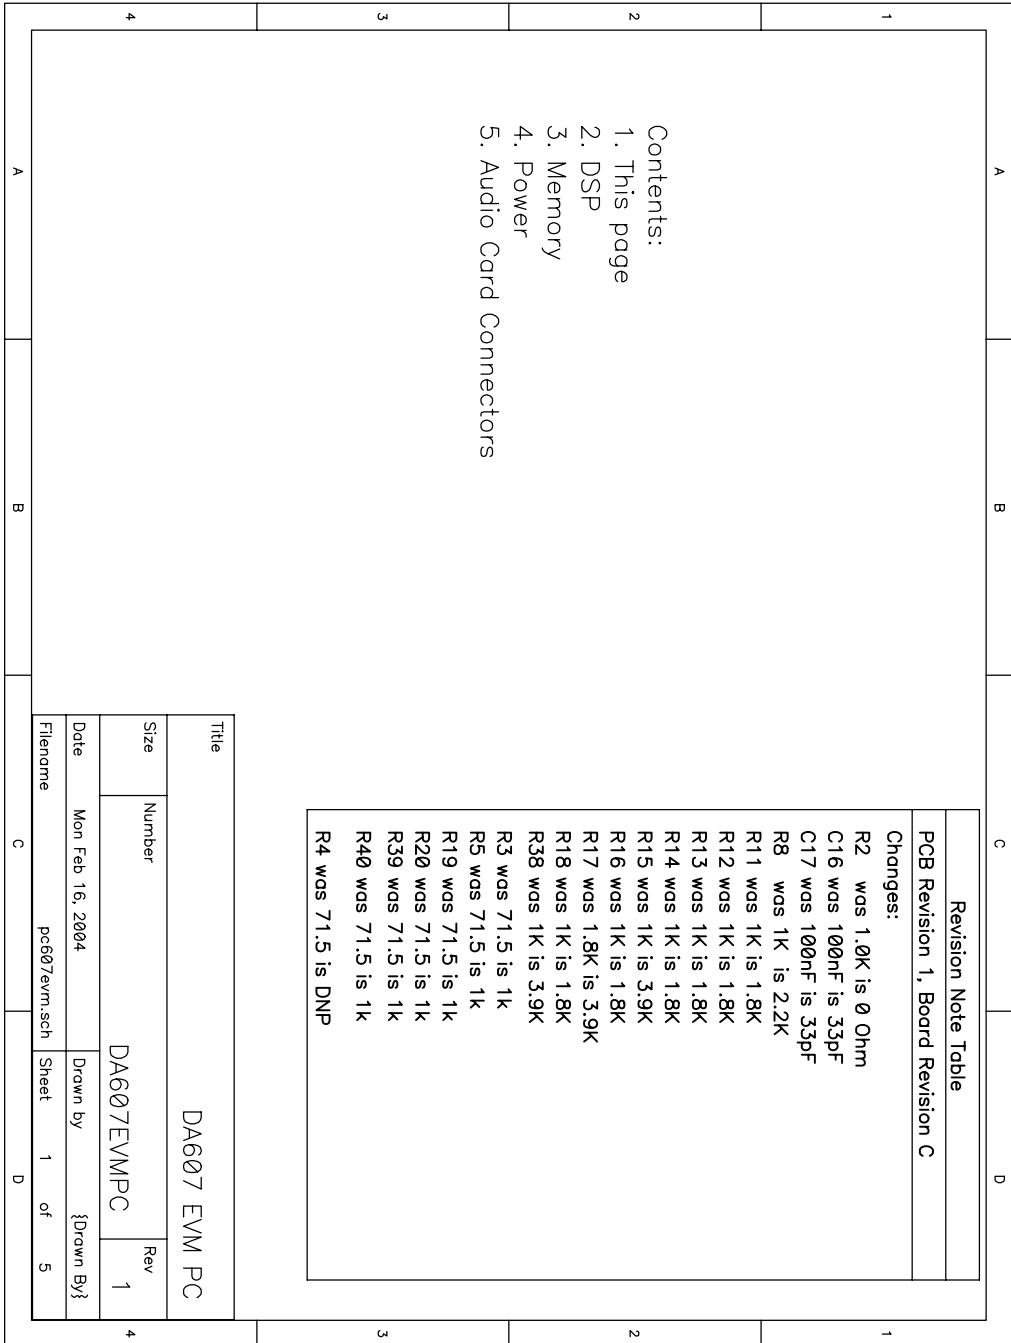 A B C D
1
2
3
4
Contents:
1. This page
2. DSP
3. Memory
4. Power
5. Audio Card Connectors
Revision Note Table
PCB Revision 1, Board Revision C
Changes:
R2 was 1.0K is 0 Ohm
C16 was 100nF is 33pF
C17 was 100nF is 33pF
R8 was 1K is 2.2K
R11 was 1K is 1.8K
R12 was 1K is 1.8K
R13 was 1K is 1.8K
R14 was 1K is 1.8K
R15 was 1K is 3.9K
R16 was 1K is 1.8K
R17 was 1.8K is 3.9K
R18 was 1K is 1.8K
R38 was 1K is 3.9K
R3 was 71.5 is 1k
R5 was 71.5 is 1k
R19 was 71.5 is 1k
R20 was 71.5 is 1k
R39 was 71.5 is 1k
R40 was 71.5 is 1k
R4 was 71.5 is DNP
Title
DA607 EVM PC
Size Number Rev
DA607EVMPC 1
Date Mon Feb 16, 2004 Drawn by {Drawn By}
Filename pc607evm.sch Sheet 1 of 5
1
2
3
4
A B C D